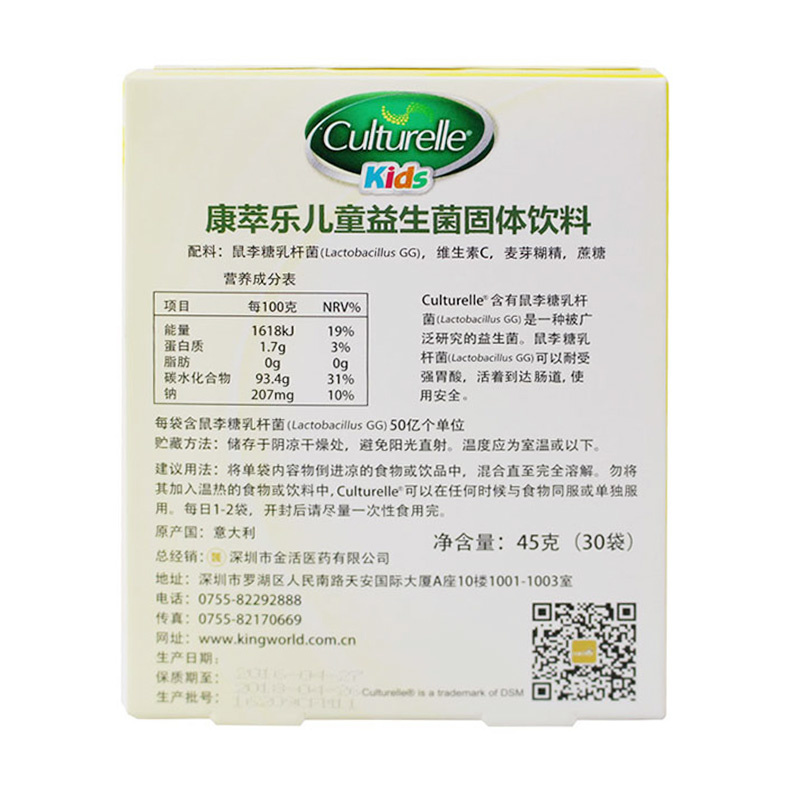 Culturelle®
Kids
康萃乐儿童益生菌固体饮料
配料：鼠李糖乳杆菌(Lactobacillus GG)，维生素C，麦芽糊精，蔗糖
营养成分表
项目 每100克 NRV%
能量 1618kJ 19%
蛋白质 1.7g 3%
脂肪 0g 0g
碳水化合物 93.4g 31%
钠 207mg 10%
Culturelle®含有鼠李糖乳杆
菌(Lactobacillus GG)是一种被广
泛研究的益生菌。鼠李糖乳
杆菌(Lactobacillus GG)可以耐受
强胃酸，活着到达肠道，使
用安全。
每袋含鼠李糖乳杆菌(Lactobacillus GG) 50亿个单位
贮藏方法：储存于阴凉干燥处，避免阳光直射。温度应为室温或以下。
建议用法：将单袋内容物倒进凉的食物或饮品中，混合直至完全溶解。勿将
其加入温热的食物或饮料中，Culturelle®可以在任何时候与食物同服或单独服
用。每日1-2袋，开封后请尽量一次性食用完。
原产国：意大利
净含量：45克（30袋）
总经销：深圳市金活医药有限公司
地址：深圳市罗湖区人民南路天安国际大厦A座10楼1001-1003室
电话：0755-82292888
传真：0755-82170669
网址：www.kingworld.com.cn
生产日期：2016-04-27
保质期至：2018-04-26
生产批号：
Culturelle® is a trademark of DSM